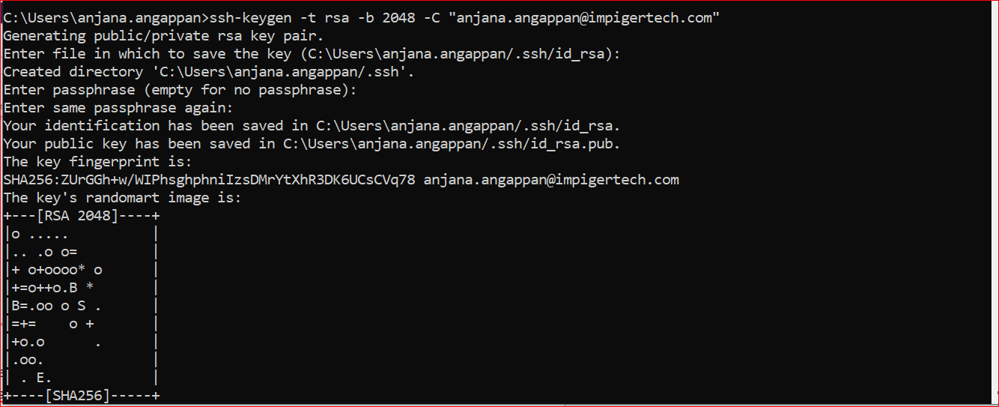 C:\Users\anjana.angappan>ssh-keygen -t rsa -b 2048 -C "anjana.angappan@impigertech.com"
Generating public/private rsa key pair.
Enter file in which to save the key (C:\Users\anjana.angappan/.ssh/id_rsa):
Created directory 'C:\Users\anjana.angappan/.ssh'.
Enter passphrase (empty for no passphrase):
Enter same passphrase again:
Your identification has been saved in C:\Users\anjana.angappan/.ssh/id_rsa.
Your public key has been saved in C:\Users\anjana.angappan/.ssh/id_rsa.pub.
The key fingerprint is:
SHA256:ZUrGGh+w/WIPhsghphniIzsDMrYtXhR3DK6UCsCVq78 anjana.angappan@impigertech.com
The key's randomart image is:
+---[RSA 2048]----+
|o .....          |
|.. .o o=         |
|+ o+oooo* o      |
|+=o++o.B *       |
|B=.oo o S .      |
|=+=    o +       |
|+o.o      .      |
|.oo.             |
| . E.            |
+----[SHA256]-----+